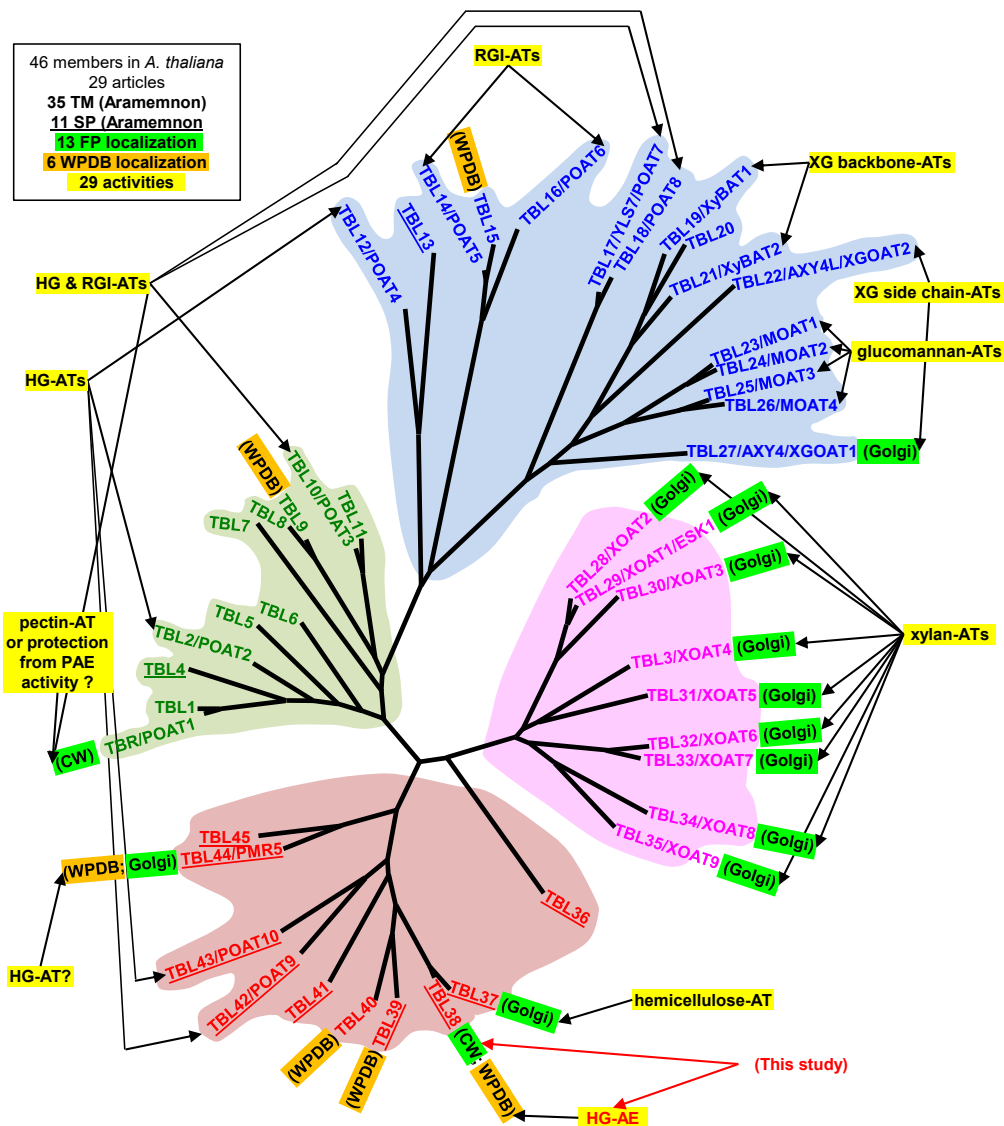 46 members in A. thaliana
29 articles
35 TM (Aramemnon)
11 SP (Aramemnon
13 FP localization
6 WPDB localization
29 activities
RGI-ATs
XG backbone-ATs
XG side chain-ATs
glucomannan-ATs
HG & RGI-ATs
HG-ATs
pectin-AT
or protection
from PAE
activity ?
xylan-ATs
HG-AT?
hemicellulose-AT
(This study)
HG-AE
TBL12/POAT4
TBL13
TBL14/POAT5
(WPDB) TBL15
TBL16/POAT6
TBL17/YLS7/POAT7
TBL18/POAT8
TBL19/XyBAT1
TBL20
TBL21/XyBAT2
TBL22/AXY4L/XGOAT2
TBL23/MOAT1
TBL24/MOAT2
TBL25/MOAT3
TBL26/MOAT4
TBL27/AXY4/XGOAT1 (Golgi)
TBL28/XOAT2 (Golgi)
TBL29/XOAT1/ESK1 (Golgi)
TBL30/XOAT3 (Golgi)
TBL3/XOAT4 (Golgi)
TBL31/XOAT5 (Golgi)
TBL32/XOAT6 (Golgi)
TBL33/XOAT7 (Golgi)
TBL34/XOAT8 (Golgi)
TBL35/XOAT9 (Golgi)
TBL36
TBL37 (Golgi)
TBL38 (CW; WPDB)
(WPDB) TBL39
(WPDB) TBL40
TBL41
TBL42/POAT9
TBL43/POAT10
(WPDB; Golgi) TBL44/PMR5
TBL45
(CW) TBR/POAT1
TBL1
TBL4
TBL2/POAT2
TBL5
TBL6
TBL7
TBL8
(WPDB) TBL9
TBL10/POAT3
TBL11